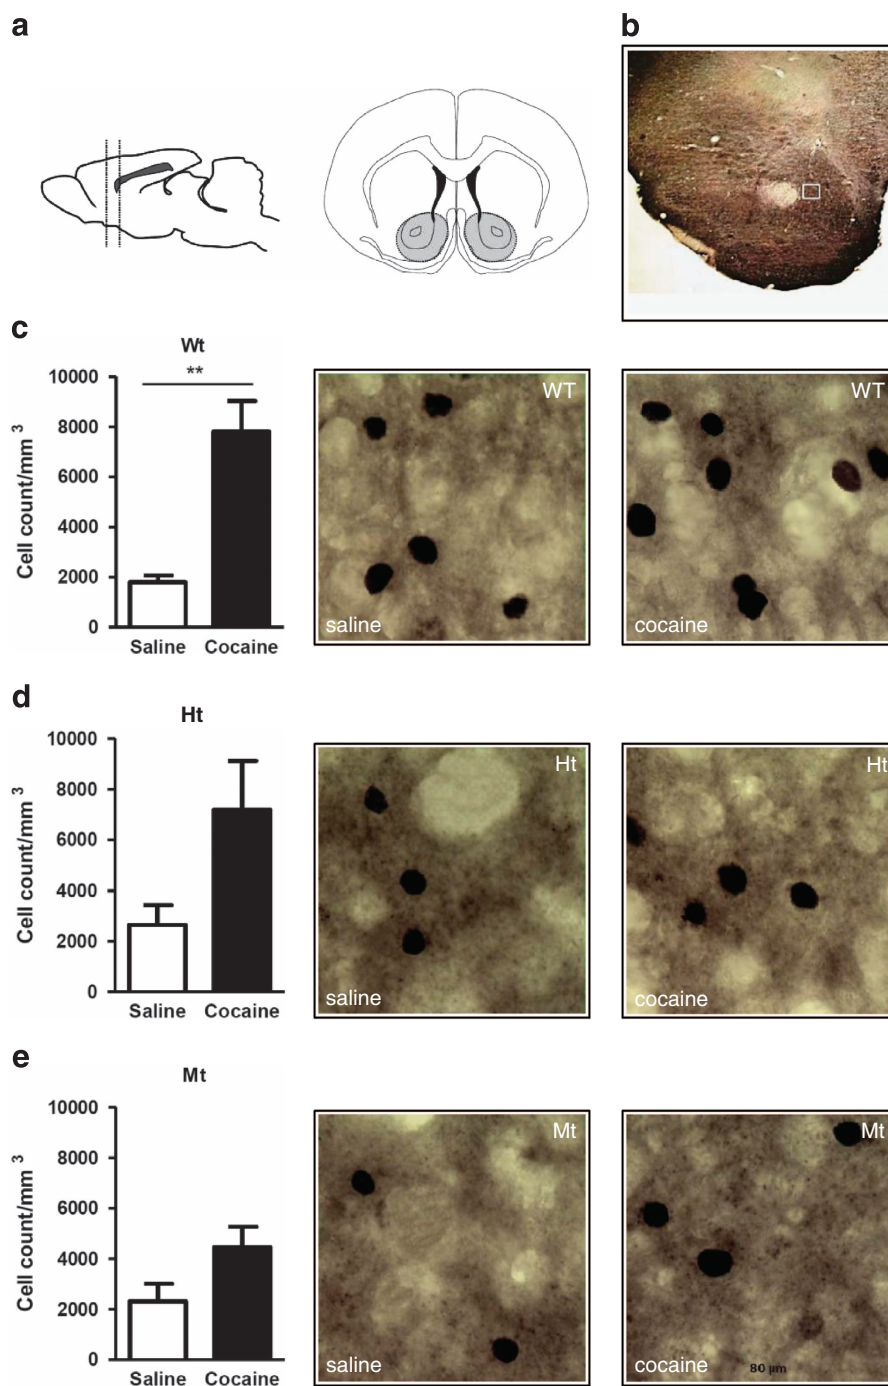 a
b
c
Wt
**
10000
8000
6000
4000
2000
0
Cell count/mm 3
Saline
Cocaine
WT
saline
WT
cocaine
d
Ht
10000
8000
6000
4000
2000
0
Cell count/mm 3
Saline
Cocaine
Ht
saline
Ht
cocaine
e
Mt
10000
8000
6000
4000
2000
0
Cell count/mm 3
Saline
Cocaine
Mt
saline
Mt
cocaine
80 µm